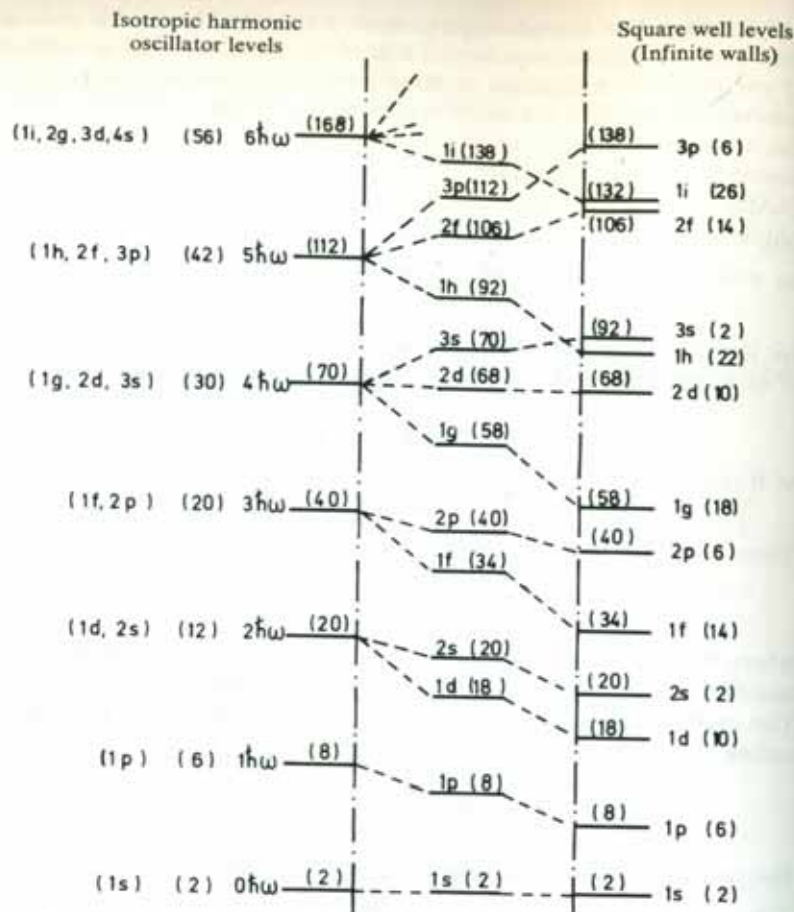 Isotropic harmonic
oscillator levels
Square well levels
(Infinite walls)
(1i, 2g, 3d, 4s) (56) 6ħω (168)
1i (138)
(138) 3p (6)
3p (112)
(132) 1i (26)
2f (106)
(106) 2f (14)
(1h, 2f, 3p) (42) 5ħω (112)
1h (92)
3s (70)
(92) 3s (2)
1h (22)
(1g, 2d, 3s) (30) 4ħω (70)
2d (68)
(68) 2d (10)
1g (58)
(1f, 2p) (20) 3ħω (40)
(58) 1g (18)
2p (40)
(40) 2p (6)
1f (34)
(1d, 2s) (12) 2ħω (20)
(34) 1f (14)
2s (20)
(20) 2s (2)
1d (18)
(18) 1d (10)
(1p) (6) 1ħω (8)
1p (8)
(8) 1p (6)
(1s) (2) 0ħω (2)
1s (2)
(2) 1s (2)